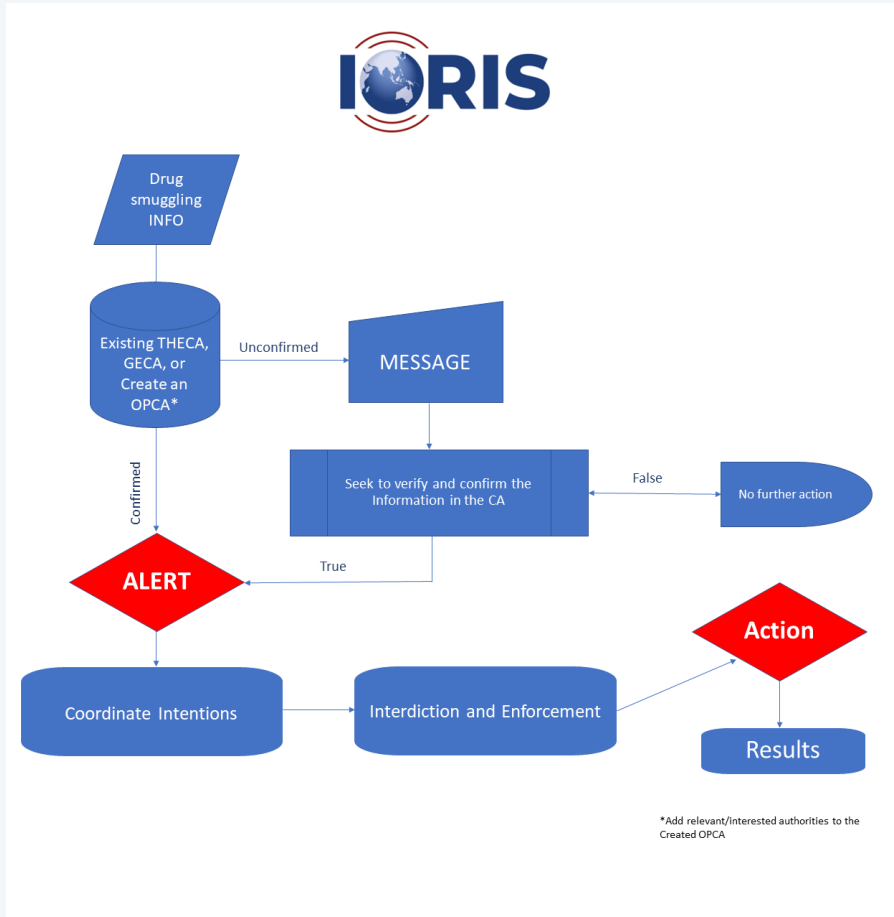 IORIS
Drug
smuggling
INFO
Existing THECA,
GECA, or
Create an
OPCA*
Unconfirmed
MESSAGE
Confirmed
Seek to verify and confirm the
Information in the CA
False
No further action
True
ALERT
Action
Coordinate Intentions
Interdiction and Enforcement
Results
*Add relevant/interested authorities to the
Created OPCA